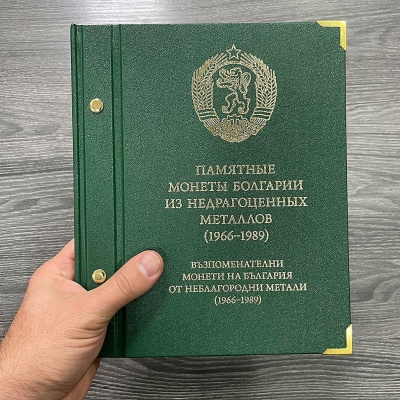 ПАМЯТНЫЕ
МОНЕТЫ БОЛГАРИИ
ИЗ НЕДРАГОЦЕННЫХ
МЕТАЛЛОВ
(1966–1989)
ВЪЗПОМЕНАТЕЛНИ
МОНЕТИ НА БЪЛГАРИЯ
ОТ НЕБЛАГОРОДНИ МЕТАЛИ
(1966–1989)